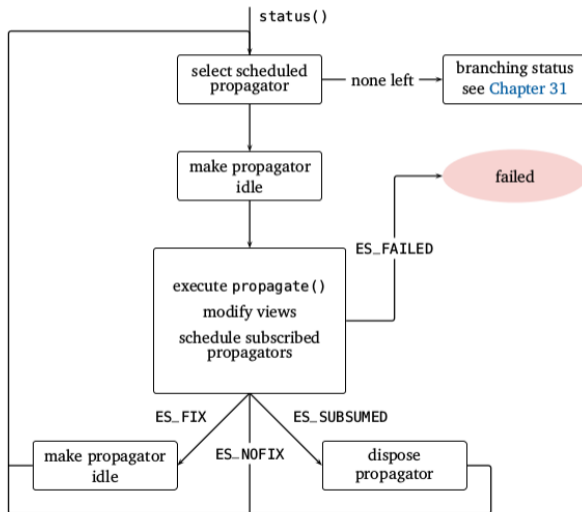 status()
select scheduled
propagator
none left
branching status
see Chapter 31
make propagator
idle
failed
ES_FAILED
execute propagate()
modify views
schedule subscribed
propagators
ES_FIX
ES_SUBSUMED
ES_NOFIX
make propagator
idle
dispose
propagator